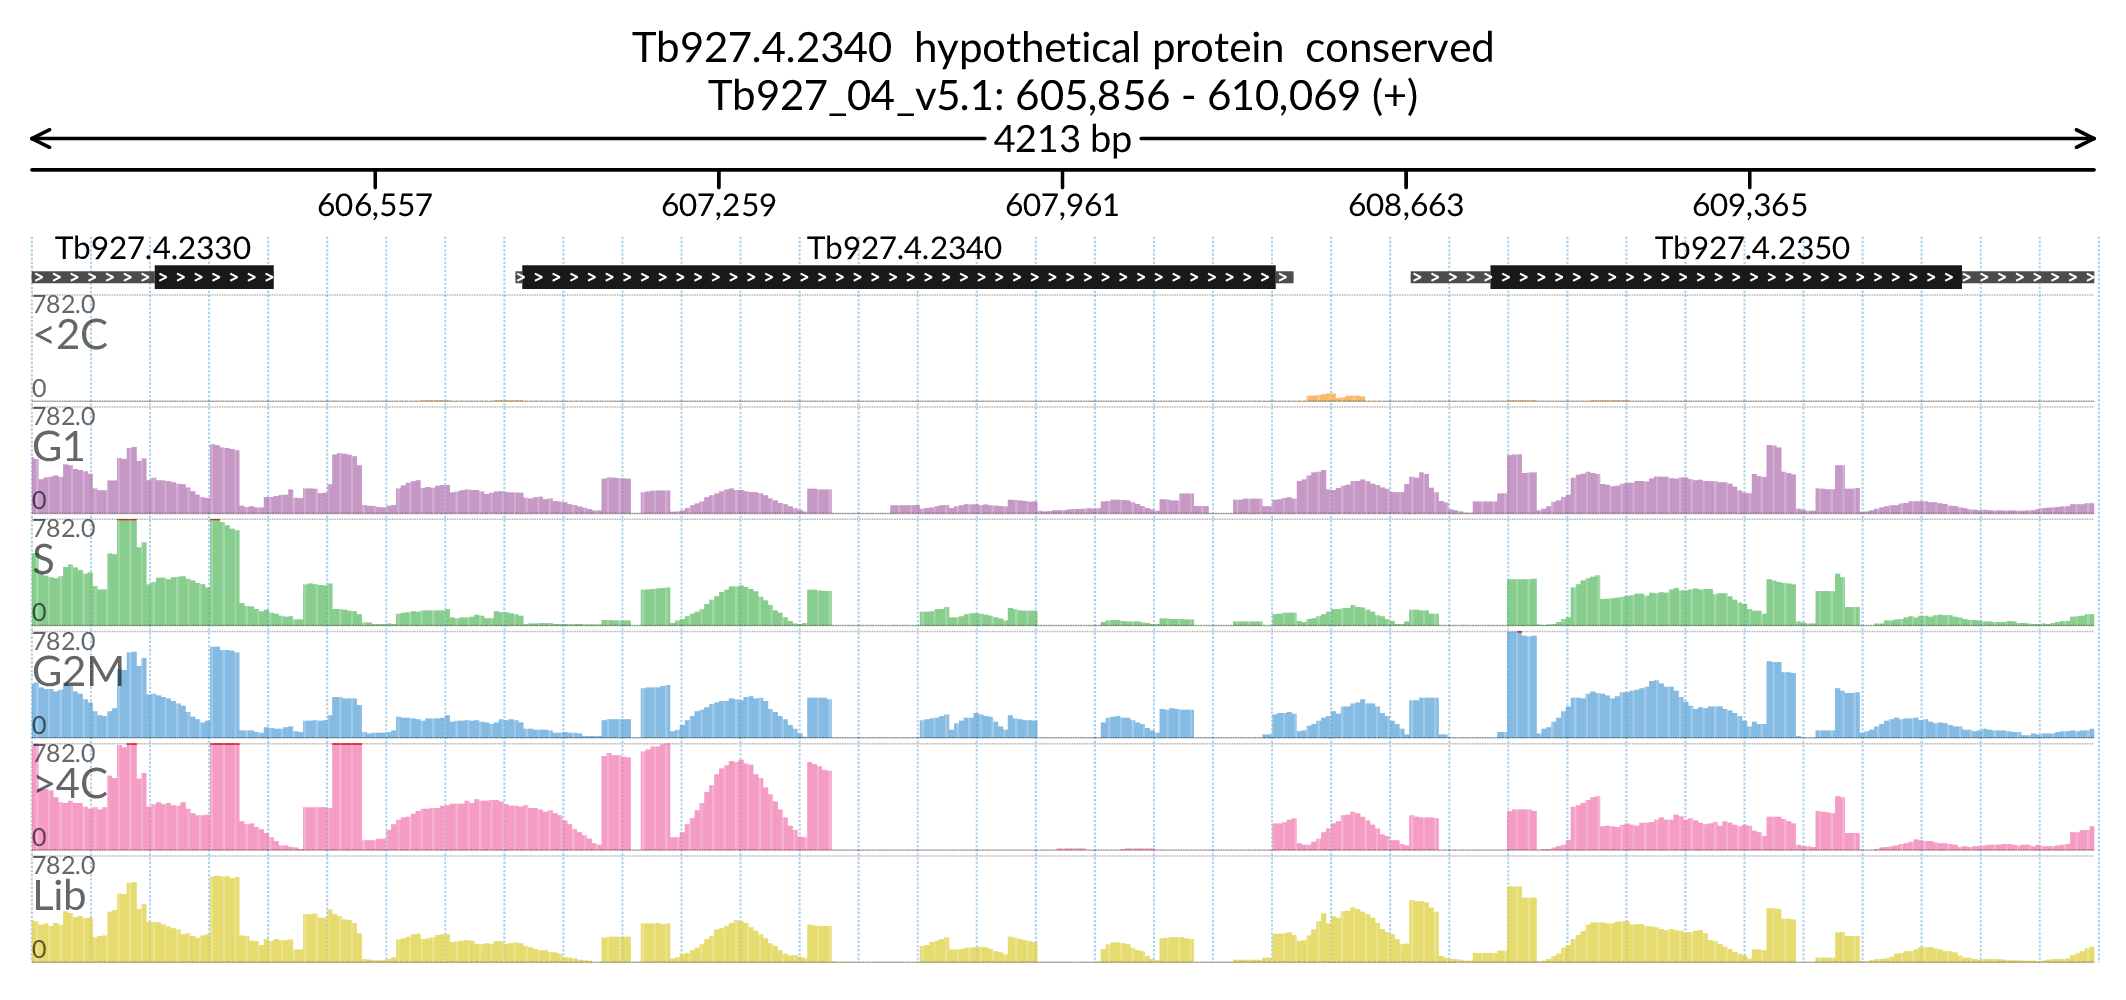 Tb927.4.2340 hypothetical protein conserved
Tb927_04_v5.1: 605,856 - 610,069 (+)
4213 bp
606,557 607,259 607,961 608,663 609,365
Tb927.4.2330 Tb927.4.2340 Tb927.4.2350
782.0
<2C
0
782.0
G1
0
782.0
S
0
782.0
G2M
0
782.0
>4C
0
782.0
Lib
0